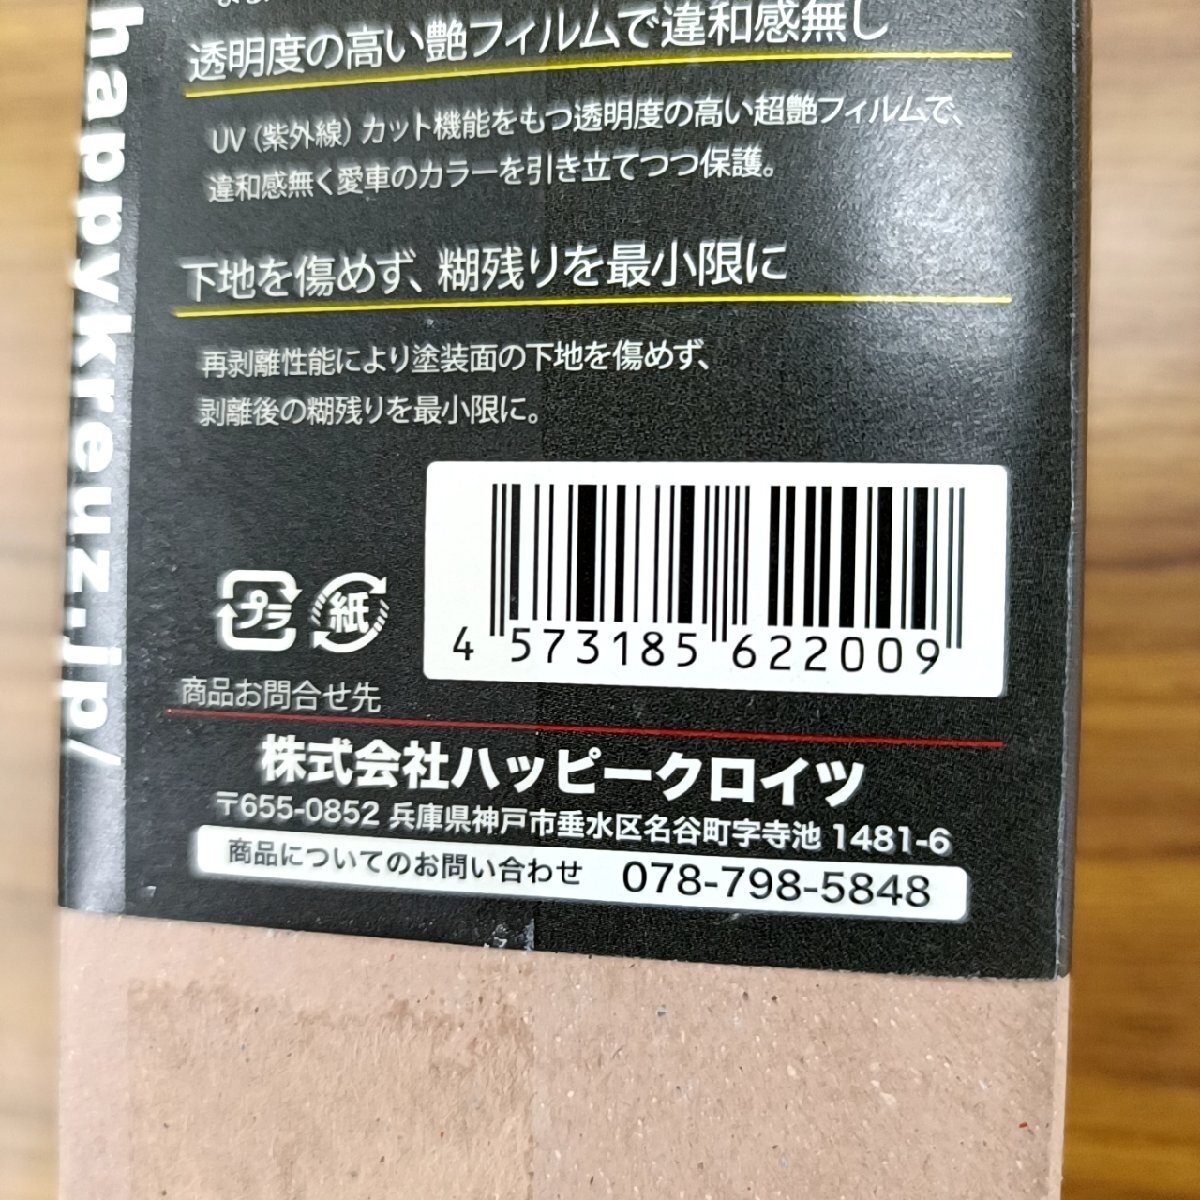 透明度の高い艶フィルムで違和感無し
UV（紫外線）カット機能をもつ透明度の高い超艶フィルムで、
違和感無く愛車のカラーを引き立てつつ保護。
下地を傷めず、糊残りを最小限に
再剥離性能により塗装面の下地を傷めず、
剥離後の糊残りを最小限に。
4 573185 622009
プラ
紙
商品お問合せ先
株式会社ハッピークロイツ
〒655-0852 兵庫県神戸市垂水区名谷町字寺池 1481-6
商品についてのお問い合わせ 078-798-5848
happykreuz.jp/